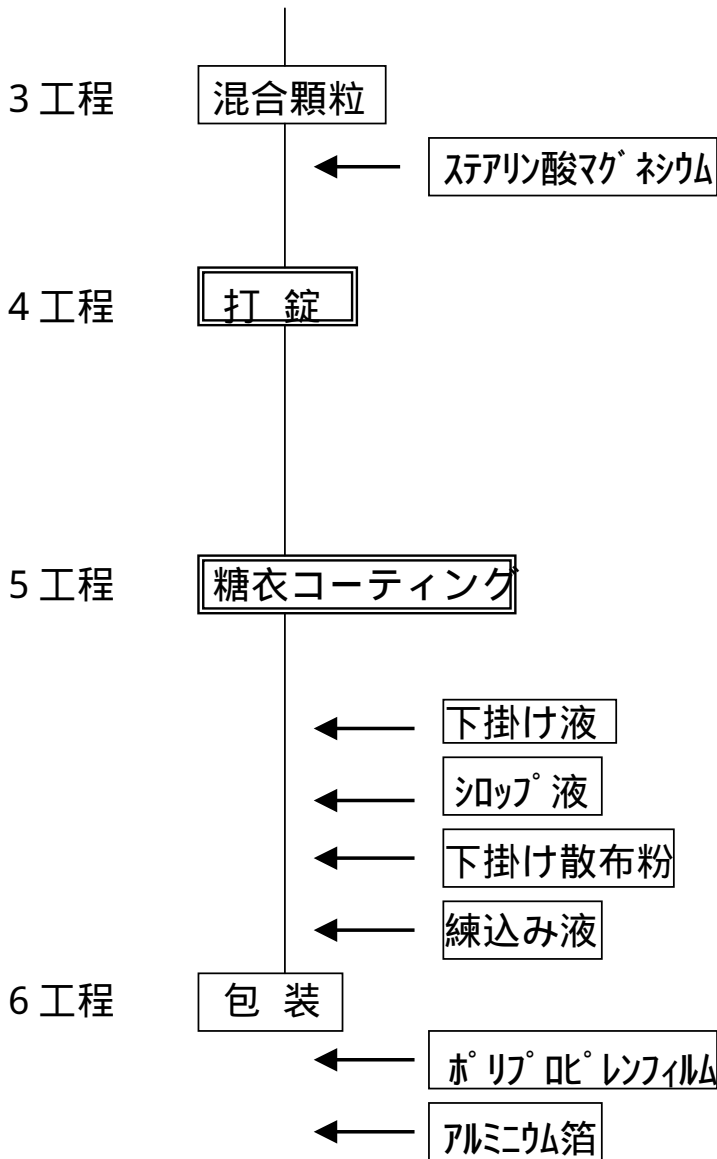 3 工程 混合顆粒
ｽﾃｱﾘﾝ酸ﾏｸﾞﾈｼｳﾑ
4 工程 打 錠
5 工程 糖衣コーティング
下掛け液
ｼﾛｯﾌﾟ液
下掛け散布粉
練込み液
6 工程 包 装
ﾎﾟﾘﾌﾟﾛﾋﾟﾚﾝﾌｨﾙﾑ
ｱﾙﾐﾆｳﾑ箔